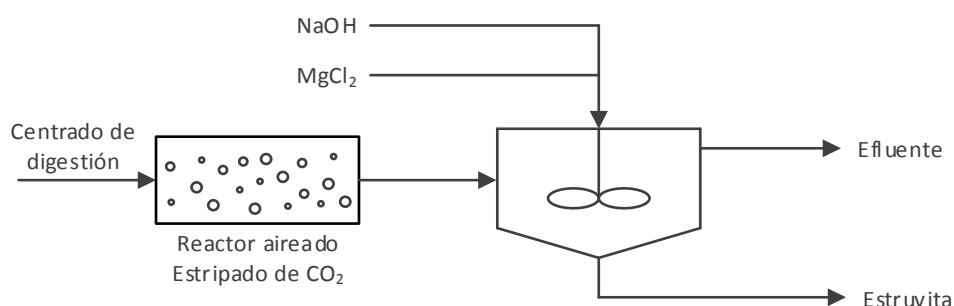 NaOH
MgCl₂
Centrado de
digestión
Efluente
Reactor aireado
Estripado de CO₂
Estruvita